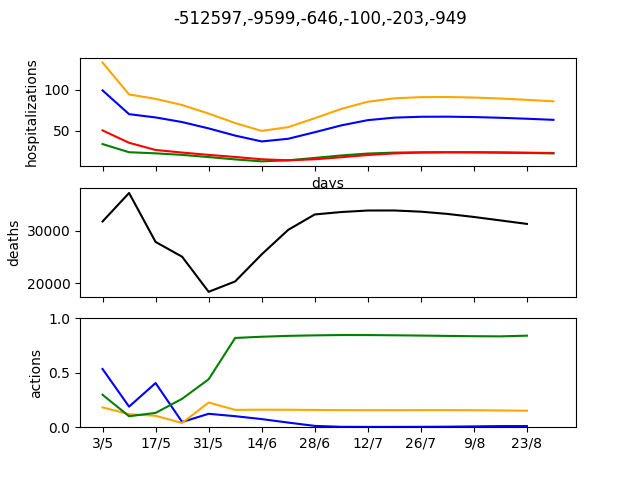 -512597,-9599,-646,-100,-203,-949
hospitalizations
100
50
days
deaths
30000
20000
actions
1.0
0.5
0.0
3/5 17/5 31/5 14/6 28/6 12/7 26/7 9/8 23/8